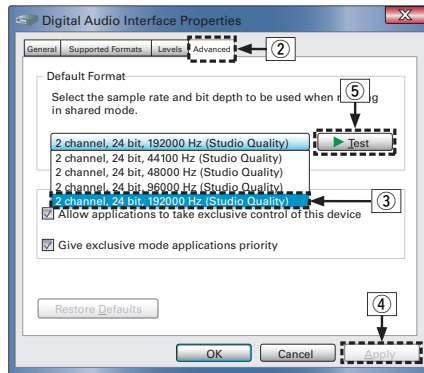 Digital Audio Interface Properties
X
General Supported Formats Levels Advanced ②
Default Format
⑤
Select the sample rate and bit depth to be used when r g
in shared mode.
2 channel, 24 bit, 192000 Hz (Studio Quality) Test
2 channel, 24 bit, 44100 Hz (Studio Quality)
2 channel, 24 bit, 48000 Hz (Studio Quality)
2 channel, 24 bit, 96000 Hz (Studio Quality)
2 channel, 24 bit, 192000 Hz (Studio Quality) ③
Allow applications to take exclusive control of this device
Give exclusive mode applications priority
④
Restore Defaults
OK Cancel Apply